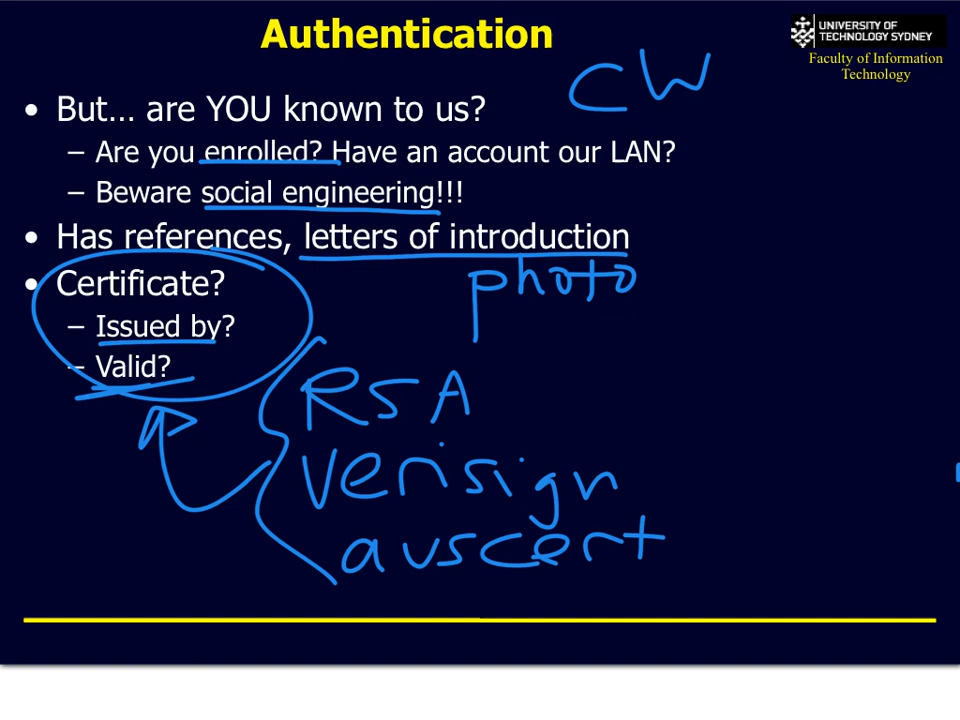 Authentication
UNIVERSITY OF
TECHNOLOGY SYDNEY
Faculty of Information
Technology
CW
• But… are YOU known to us?
– Are you enrolled? Have an account our LAN?
– Beware social engineering!!!
• Has references, letters of introduction
photo
• Certificate?
– Issued by?
– Valid?
RSA
verisign
auscert